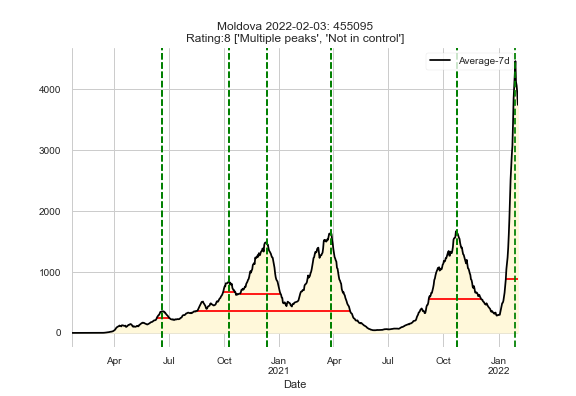 Moldova 2022-02-03: 455095
Rating:8 ['Multiple peaks', 'Not in control']
Average-7d
4000
3000
2000
1000
0
Apr Jul Oct Jan Apr Jul Oct Jan
2021 2022
Date